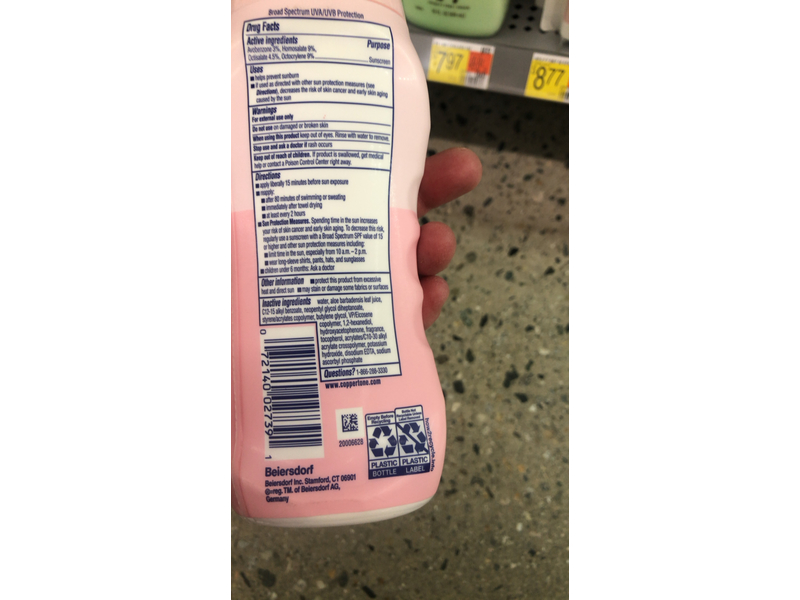 Broad Spectrum UVA/UVB Protection
Drug Facts
Active ingredients Purpose
Avobenzone 3%, Homosalate 9%,
Octisalate 4.5%, Octocrylene 9% Sunscreen
Uses
■ helps prevent sunburn
■ if used as directed with other sun protection measures (see
Directions), decreases the risk of skin cancer and early skin aging
caused by the sun
Warnings
For external use only
Do not use on damaged or broken skin
When using this product keep out of eyes. Rinse with water to remove.
Stop use and ask a doctor if rash occurs
Keep out of reach of children. If product is swallowed, get medical
help or contact a Poison Control Center right away.
Directions
■ apply liberally 15 minutes before sun exposure
■ reapply:
■ after 80 minutes of swimming or sweating
■ immediately after towel drying
■ at least every 2 hours
■ Sun Protection Measures. Spending time in the sun increases
your risk of skin cancer and early skin aging. To decrease this risk,
regularly use a sunscreen with a Broad Spectrum SPF value of 15
or higher and other sun protection measures including:
■ limit time in the sun, especially from 10 a.m. – 2 p.m.
■ wear long-sleeve shirts, pants, hats, and sunglasses
■ children under 6 months: Ask a doctor
Other information ■ protect this product from excessive
heat and direct sun ■ may stain or damage some fabrics or surfaces
Inactive ingredients water, aloe barbadensis leaf juice,
C12-15 alkyl benzoate, neopentyl glycol diheptanoate,
styrene/acrylates copolymer, butylene glycol, VP/Eicosene
copolymer, 1,2-hexanediol,
hydroxyacetophenone, fragrance,
tocopherol, acrylates/C10-30 alkyl
acrylate crosspolymer, potassium
hydroxide, disodium EDTA, sodium
ascorbyl phosphate
Questions? 1-866-288-3330
www.coppertone.com
0 72140 02739 1
20006628
Empty Before
Recycling
PLASTIC
BOTTLE
PLASTIC
LABEL
how2recycle.info
Beiersdorf
Beiersdorf Inc. Stamford, CT 06901
®=reg. TM. of Beiersdorf AG,
Germany
7.97
8.77